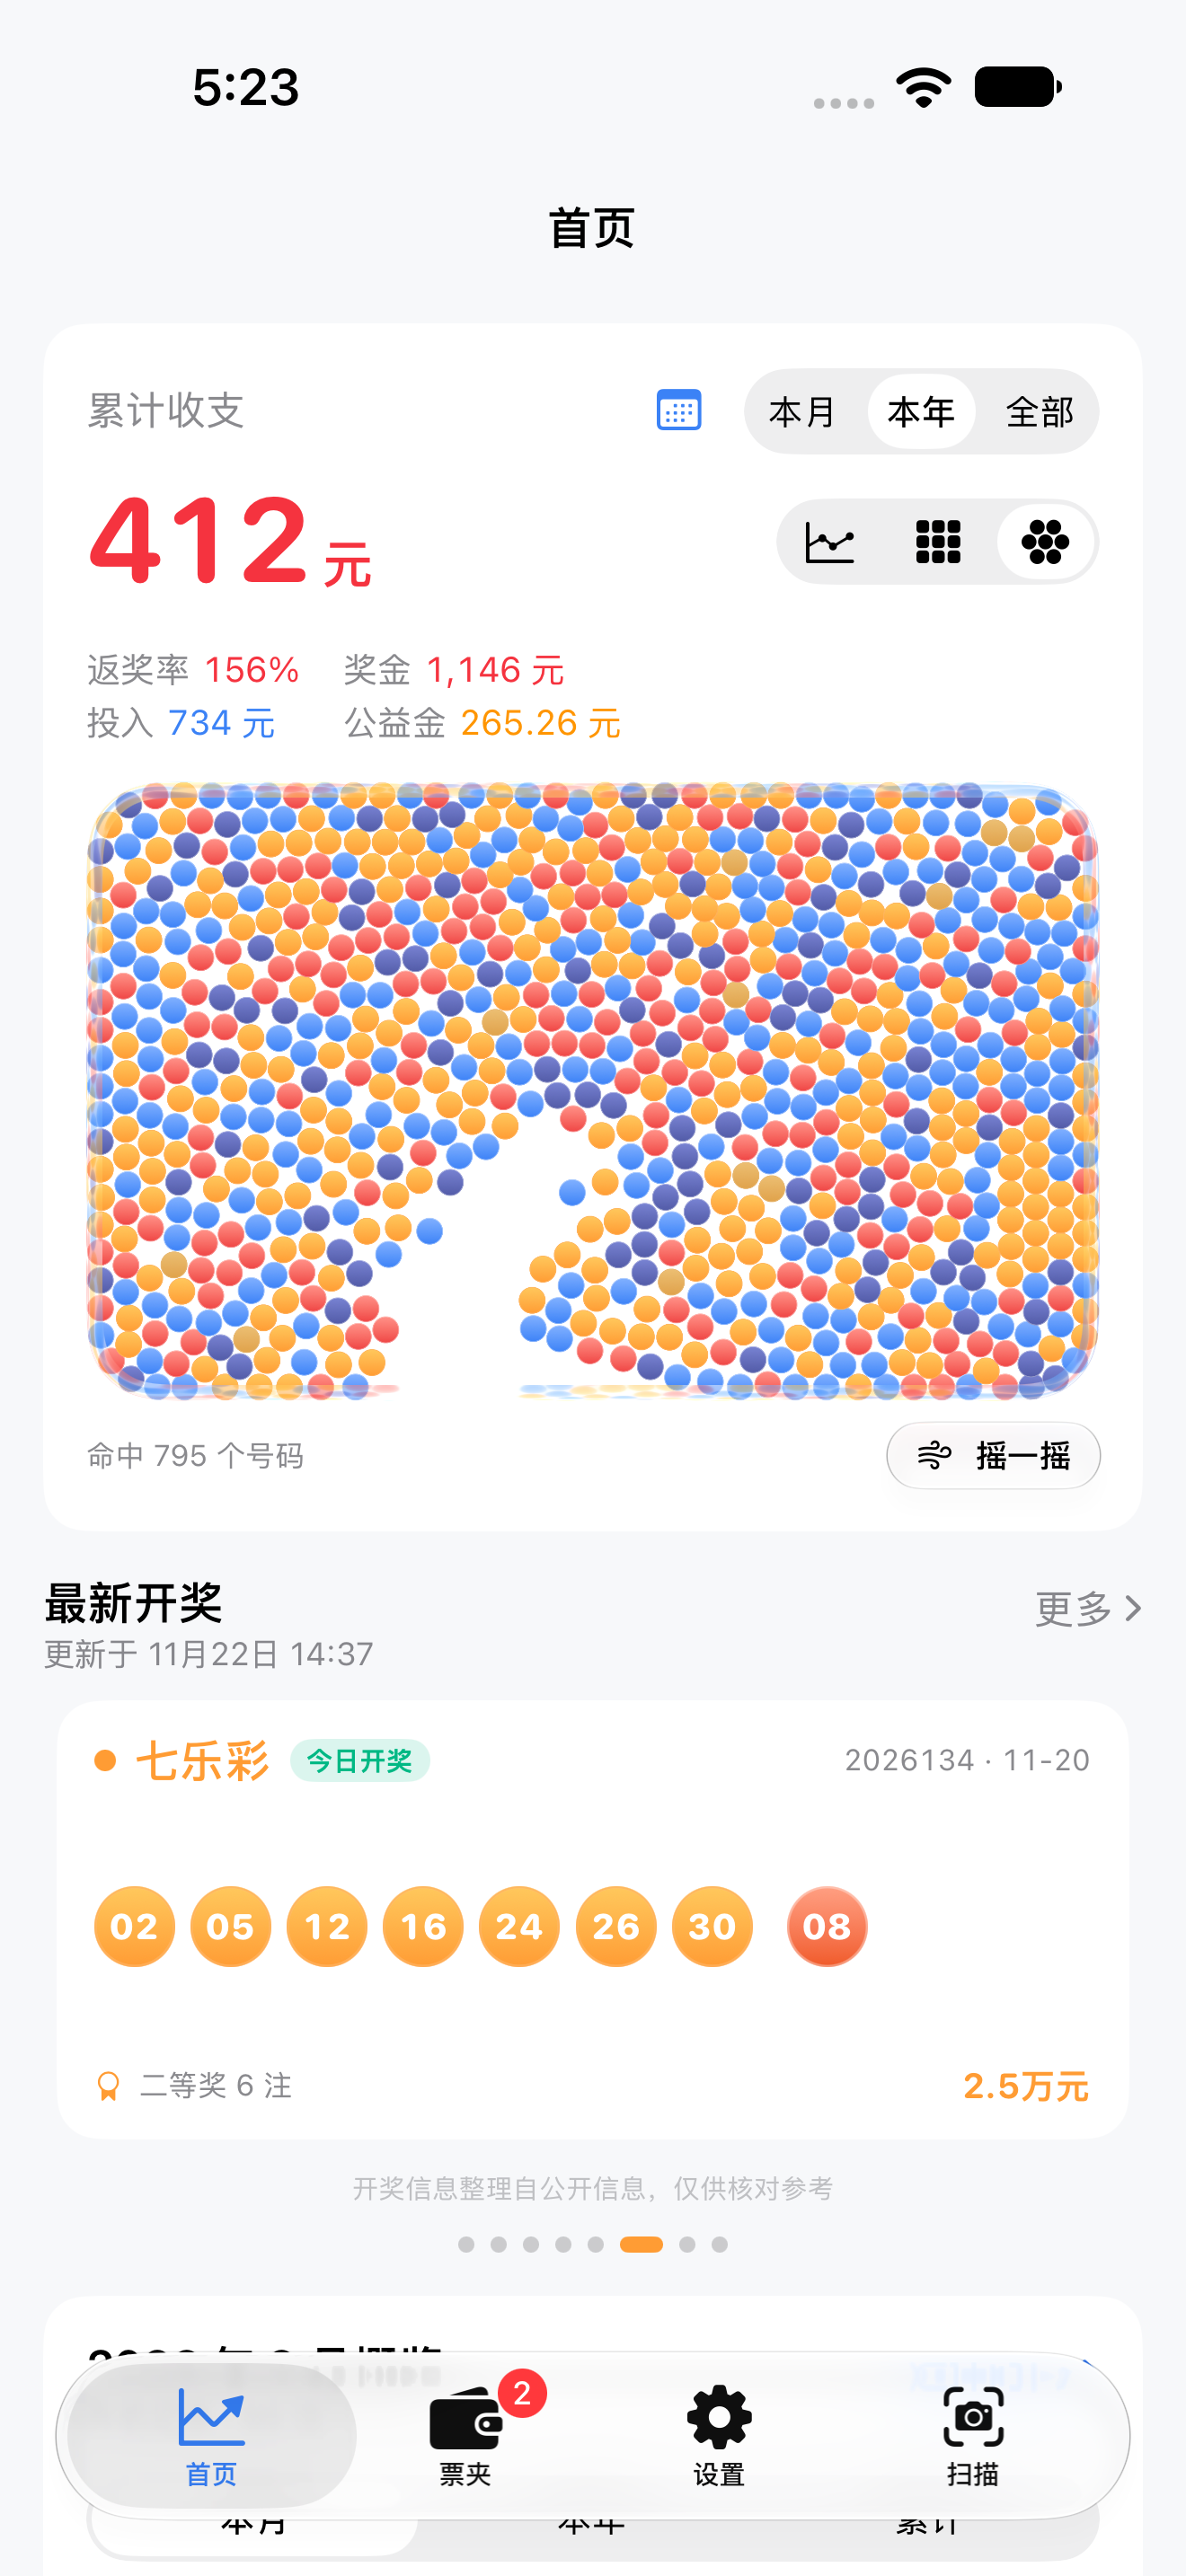 5:23
首页
累计收支
本月 本年 全部
412 元
返奖率 156% 奖金 1,146 元
投入 734 元 公益金 265.26 元
命中 795 个号码
摇一摇
最新开奖
更多
更新于 11月22日 14:37
七乐彩 今日开奖 2026134 · 11-20
02 05 12 16 24 26 30 08
二等奖 6 注 2.5万元
开奖信息整理自公开信息，仅供核对参考
2
首页 票夹 设置 扫描
本月 本年 累计